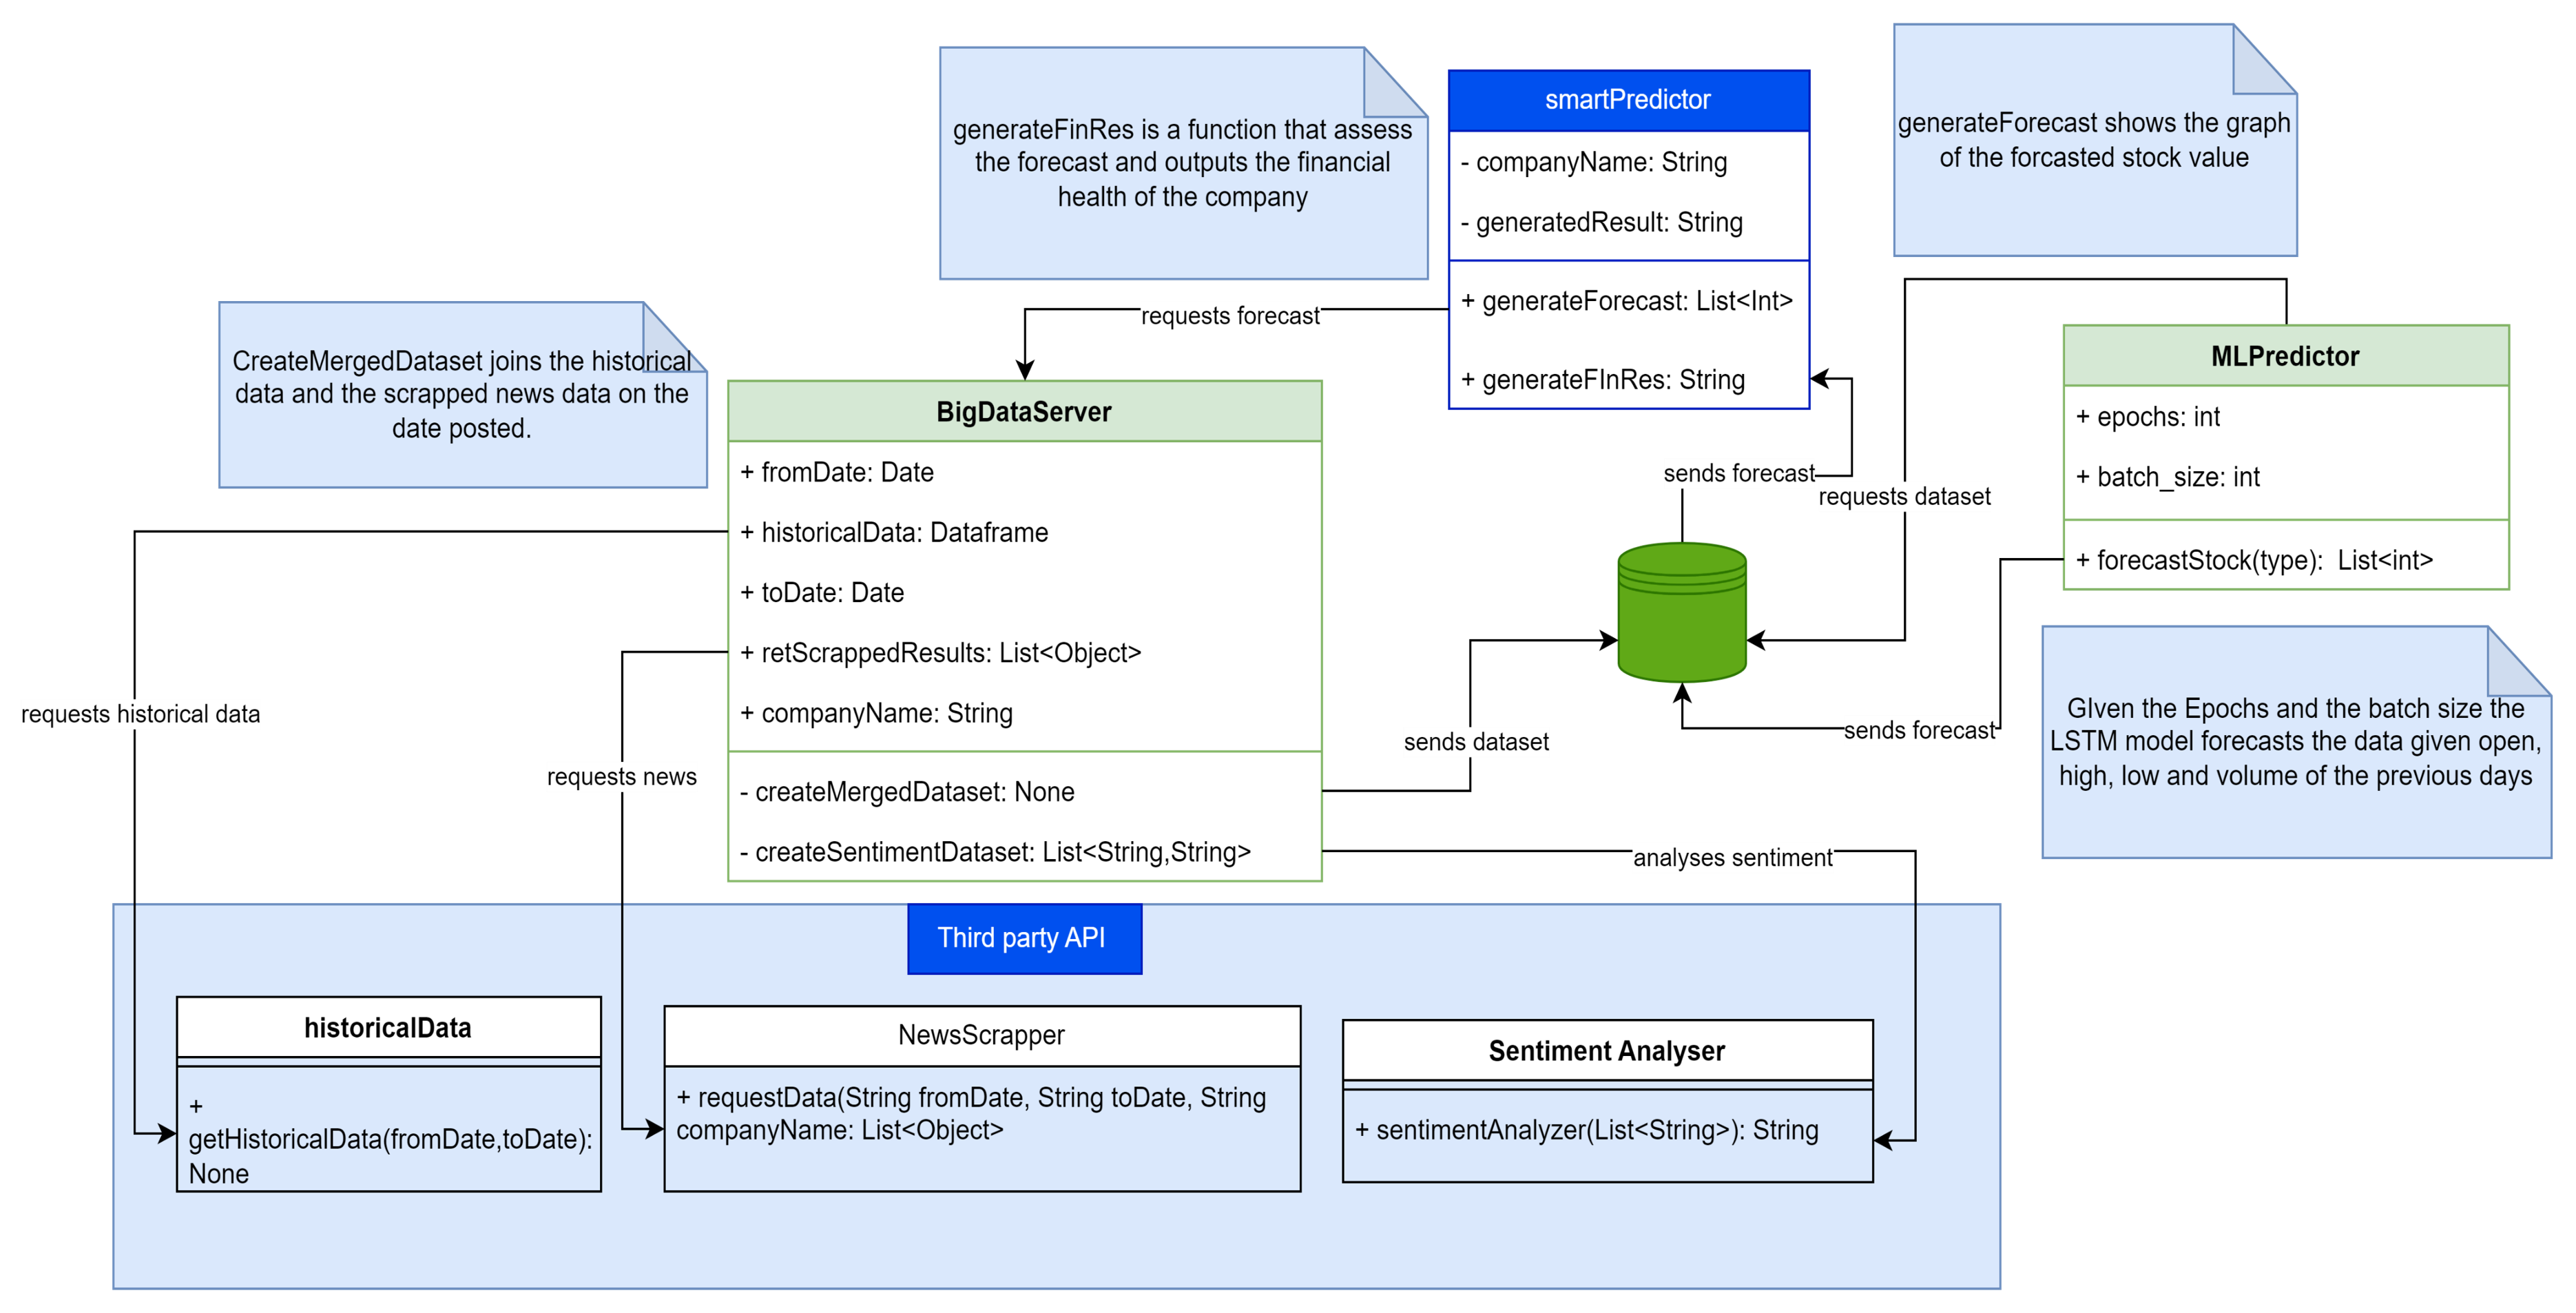 generateFinRes is a function that assess
the forecast and outputs the financial
health of the company
smartPredictor
- companyName: String
- generatedResult: String
+ generateForecast: List<Int>
+ generateFInRes: String
generateForecast shows the graph
of the forcasted stock value
requests forecast
CreateMergedDataset joins the historical
data and the scrapped news data on the
date posted.
BigDataServer
+ fromDate: Date
+ historicalData: Dataframe
+ toDate: Date
+ retScrappedResults: List<Object>
+ companyName: String
- createMergedDataset: None
- createSentimentDataset: List<String,String>
MLPredictor
+ epochs: int
+ batch_size: int
+ forecastStock(type):  List<int>
sends forecast
requests dataset
requests historical data
requests news
sends dataset
sends forecast
GIven the Epochs and the batch size the
LSTM model forecasts the data given open,
high, low and volume of the previous days
analyses sentiment
Third party API
historicalData
+
getHistoricalData(fromDate,toDate):
None
NewsScrapper
+ requestData(String fromDate, String toDate, String
companyName: List<Object>
Sentiment Analyser
+ sentimentAnalyzer(List<String>): String